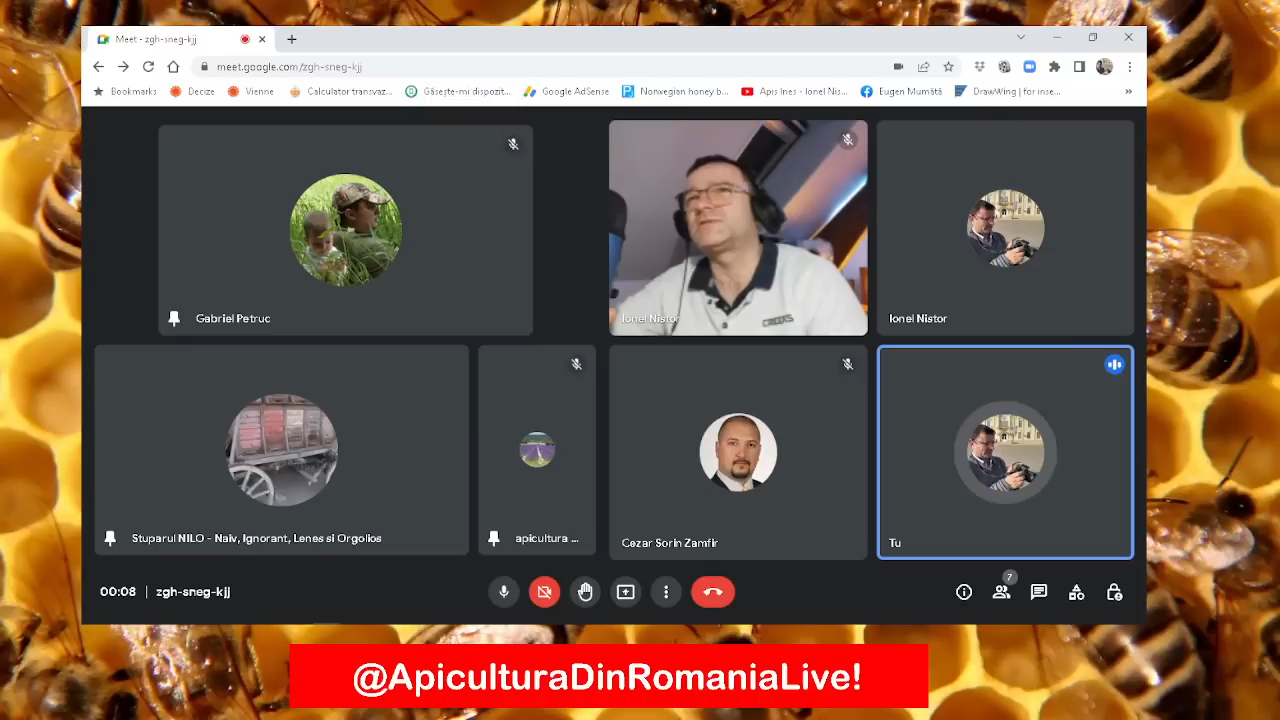 Meet - zgh-sneg-kjj
meet.google.com/zgh-sneg-kjj
Bookmarks Decize Vienne Calculator transvaz... Găsește-mi dispozit... Google AdSense Norwegian honey b... Apis Ines - Ionel Nis... Eugen Mumătă DrawWing | for inse... »
Gabriel Petruc
Ionel Nistor
Ionel Nistor
Stuparul NILO - Naiv, Ignorant, Lenes si Orgolios
apicultura ...
Cezar Sorin Zamfir
Tu
00:08 | zgh-sneg-kjj
7
@ApiculturaDinRomaniaLive!